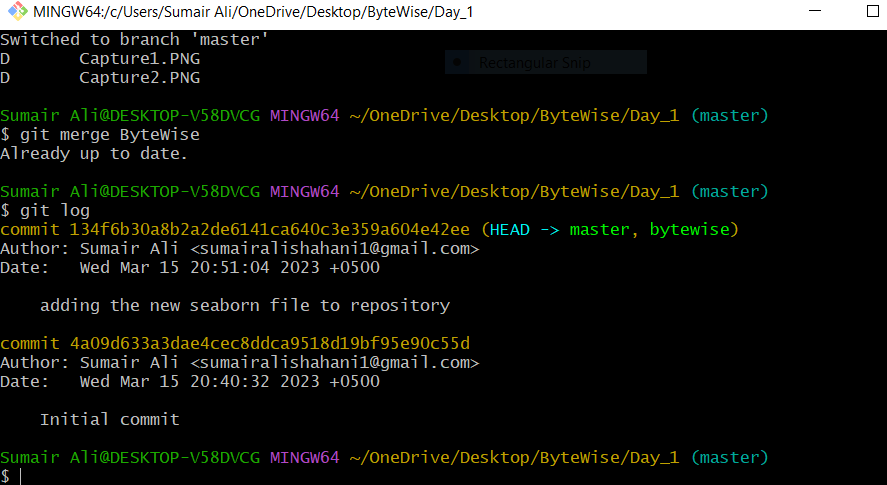 MINGW64:/c/Users/Sumair Ali/OneDrive/Desktop/ByteWise/Day_1
Switched to branch 'master'
D       Capture1.PNG
D       Capture2.PNG
Rectangular Snip
Sumair Ali@DESKTOP-V58DVCG MINGW64 ~/OneDrive/Desktop/ByteWise/Day_1 (master)
$ git merge ByteWise
Already up to date.
Sumair Ali@DESKTOP-V58DVCG MINGW64 ~/OneDrive/Desktop/ByteWise/Day_1 (master)
$ git log
commit 134f6b30a8b2a2de6141ca640c3e359a604e42ee (HEAD -> master, bytewise)
Author: Sumair Ali <sumairalishahani1@gmail.com>
Date:   Wed Mar 15 20:51:04 2023 +0500
    adding the new seaborn file to repository
commit 4a09d633a3dae4cec8ddca9518d19bf95e90c55d
Author: Sumair Ali <sumairalishahani1@gmail.com>
Date:   Wed Mar 15 20:40:32 2023 +0500
    Initial commit
Sumair Ali@DESKTOP-V58DVCG MINGW64 ~/OneDrive/Desktop/ByteWise/Day_1 (master)
$